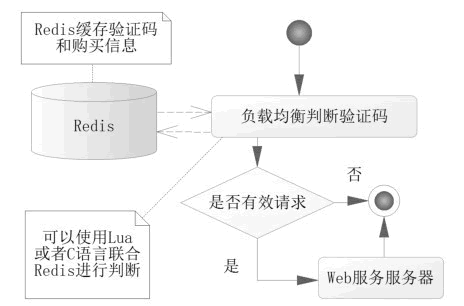 Redis缓存验证码
和购买信息
Redis
负载均衡判断验证码
是否有效请求
否
可以使用Lua
或者C语言联合
Redis进行判断
是
Web服务服务器